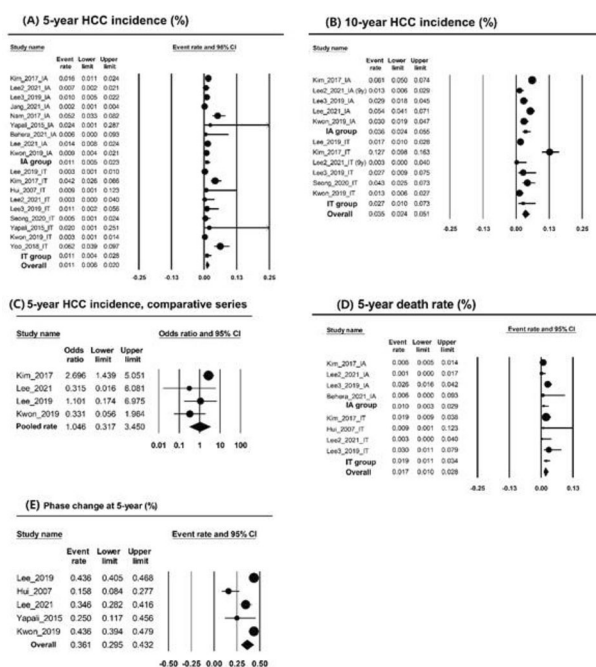 (A) 5-year HCC incidence (%)
Study name Event rate and 95% CI
Event rate Lower limit Upper limit
Kim_2017_IA 0.016 0.011 0.024
Lee2_2021_IA 0.007 0.002 0.021
Lee3_2019_IA 0.010 0.005 0.022
Jang_2021_IA 0.002 0.001 0.004
Nam_2017_IA 0.052 0.033 0.082
Yapali_2015_IA 0.024 0.001 0.287
Behera_2021_IA 0.006 0.000 0.093
Lee_2021_IA 0.014 0.008 0.024
Kwon_2019_IA 0.009 0.004 0.021
IA group 0.011 0.005 0.023
Lee_2019_IT 0.003 0.001 0.010
Kim_2017_IT 0.042 0.026 0.066
Hui_2007_IT 0.009 0.001 0.123
Lee2_2021_IT 0.003 0.000 0.040
Lee3_2019_IT 0.011 0.002 0.056
Seong_2020_IT 0.005 0.001 0.024
Yapali_2015_IT 0.020 0.001 0.251
Kwon_2019_IT 0.003 0.001 0.014
Yoo_2018_IT 0.062 0.039 0.097
IT group 0.011 0.004 0.028
Overall 0.011 0.006 0.020
-0.25 -0.13 0.00 0.13 0.25
(B) 10-year HCC incidence (%)
Study name Event rate and 95% CI
Event rate Lower limit Upper limit
Kim_2017_IA 0.061 0.050 0.074
Lee2_2021_IA (9y) 0.013 0.006 0.029
Lee3_2019_IA 0.029 0.018 0.045
Lee_2021_IA 0.054 0.041 0.071
Kwon_2019_IA 0.030 0.019 0.047
IA group 0.036 0.024 0.055
Lee_2019_IT 0.017 0.010 0.028
Kim_2017_IT 0.127 0.098 0.163
Lee2_2021_IT (9y) 0.003 0.000 0.040
Lee3_2019_IT 0.027 0.009 0.075
Seong_2020_IT 0.043 0.025 0.073
Kwon_2019_IT 0.013 0.006 0.027
IT group 0.027 0.010 0.073
Overall 0.035 0.024 0.051
-0.25 -0.13 0.00 0.13 0.25
(C) 5-year HCC incidence, comparative series
Study name Odds ratio and 95% CI
Odds ratio Lower limit Upper limit
Kim_2017 2.696 1.439 5.051
Lee_2021 0.315 0.016 6.081
Lee_2019 1.101 0.174 6.975
Kwon_2019 0.331 0.056 1.964
Pooled rate 1.046 0.317 3.450
0.01 0.1 1 10 100
(D) 5-year death rate (%)
Study name Event rate and 95% CI
Event rate Lower limit Upper limit
Kim_2017_IA 0.005 0.014
Lee2_2021_IA 0.001 0.000 0.017
Lee3_2019_IA 0.026 0.016 0.042
Behera_2021_IA 0.006 0.000 0.093
IA group 0.010 0.003 0.029
Kim_2017_IT 0.019 0.009
Hui_2007_IT 0.009 0.001 0.123
Lee2_2021_IT 0.003 0.000 0.040
Lee3_2019_IT 0.030 0.011 0.079
IT group 0.019 0.011 0.034
Overall 0.017 0.010 0.028
-0.25 -0.13 0.00 0.13
(E) Phase change at 5-year (%)
Study name Event rate and 95% CI
Event rate Lower limit Upper limit
Lee_2019 0.436 0.405 0.468
Hui_2007 0.158 0.084 0.277
Lee_2021 0.346 0.282 0.416
Yapali_2015 0.250 0.117 0.456
Kwon_2019 0.436 0.394 0.479
Overall 0.361 0.295 0.432
-0.50 -0.25 0.00 0.25 0.50